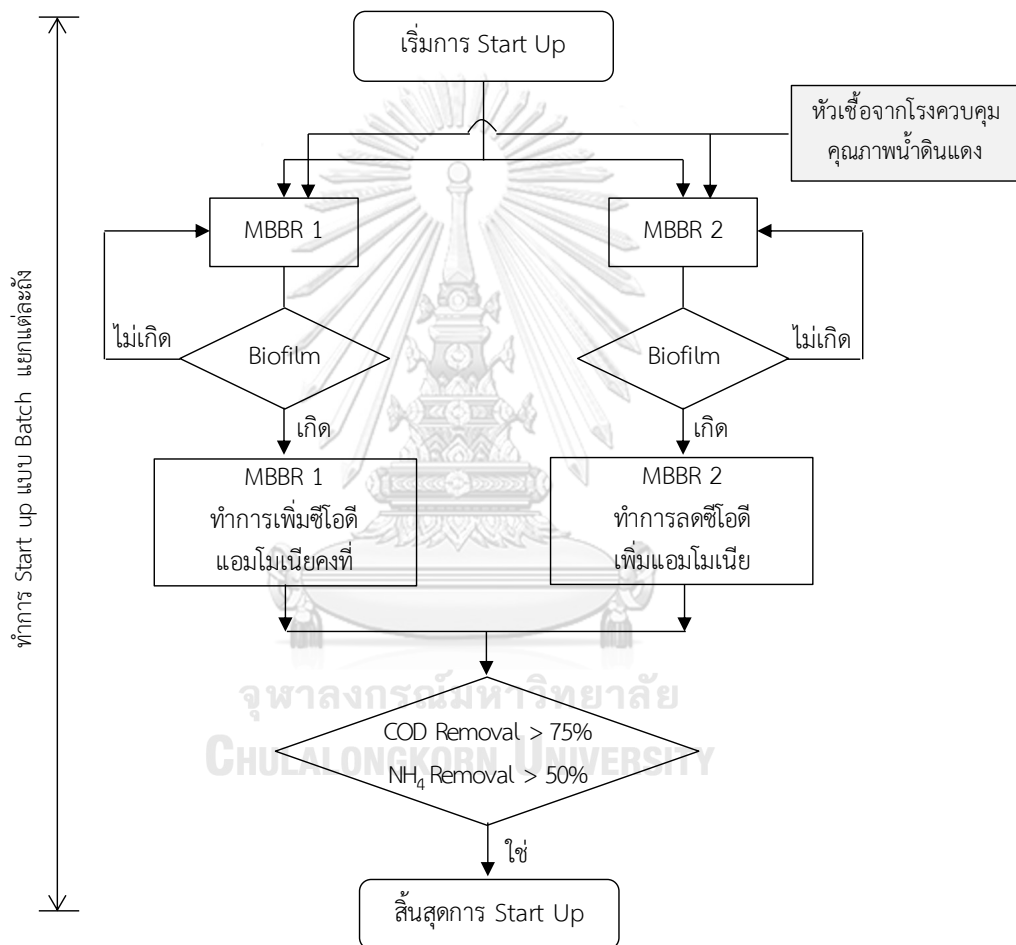 เริ่มการ Start Up
หัวเชื้อจากโรงควบคุม
คุณภาพน้ำดินแดง
MBBR 1
MBBR 2
ทำการ Start up แบบ Batch แยกแต่ละถัง
ไม่เกิด
Biofilm
Biofilm
ไม่เกิด
เกิด
เกิด
MBBR 1
ทำการเพิ่มซีโอดี
แอมโมเนียคงที่
MBBR 2
ทำการลดซีโอดี
เพิ่มแอมโมเนีย
จุฬาลงกรณ์มหาวิทยาลัย
CHULALONGKORN UNIVERSITY
COD Removal > 75%
NH₄ Removal > 50%
ใช่
สิ้นสุดการ Start Up